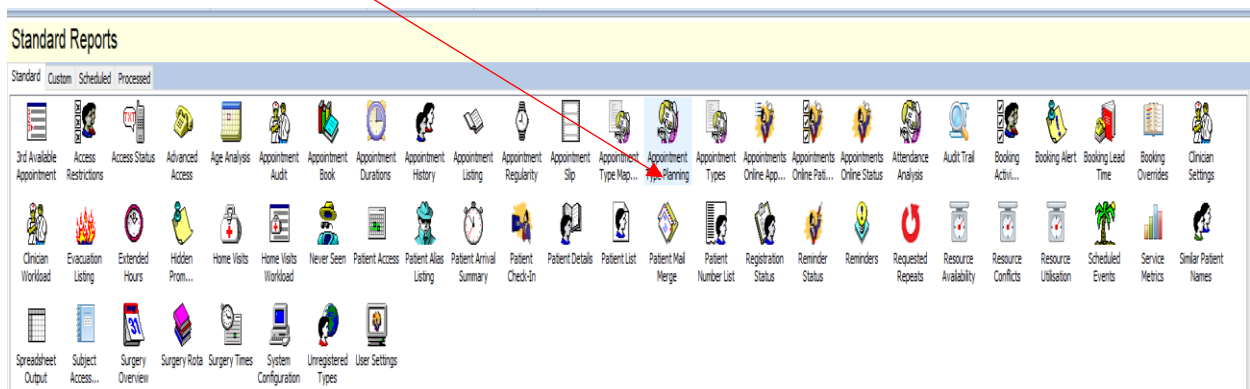 Standard Reports
Standard Custom Scheduled Processed
3rd Available Appointment
Access Restrictions
Access Status
Advanced Access
Age Analysis
Appointment Audit
Appointment Book
Appointment Durations
Appointment History
Appointment Listing
Appointment Regularity
Appointment Slip
Appointment Type Map...
Appointment Type Planning
Appointment Types
Appointments Online App...
Appointments Online Pati...
Appointments Online Status
Attendance Analysis
Audit Trail
Booking Activi...
Booking Alert
Booking Lead Time
Booking Overrides
Clinician Settings
Clinician Workload
Evacuation Listing
Extended Hours
Hidden Prom...
Home Visits
Home Visits Workload
Never Seen
Patient Access
Patient Alias Listing
Patient Arrival Summary
Patient Check-In
Patient Details
Patient List
Patient Mail Merge
Patient Number List
Registration Status
Reminder Status
Reminders
Requested Repeats
Resource Availability
Resource Conflicts
Resource Utilisation
Scheduled Events
Service Metrics
Similar Patient Names
Spreadsheet Output
Subject Access...
Surgery Overview
Surgery Rota
Surgery Times
System Configuration
Unregistered Types
User Settings